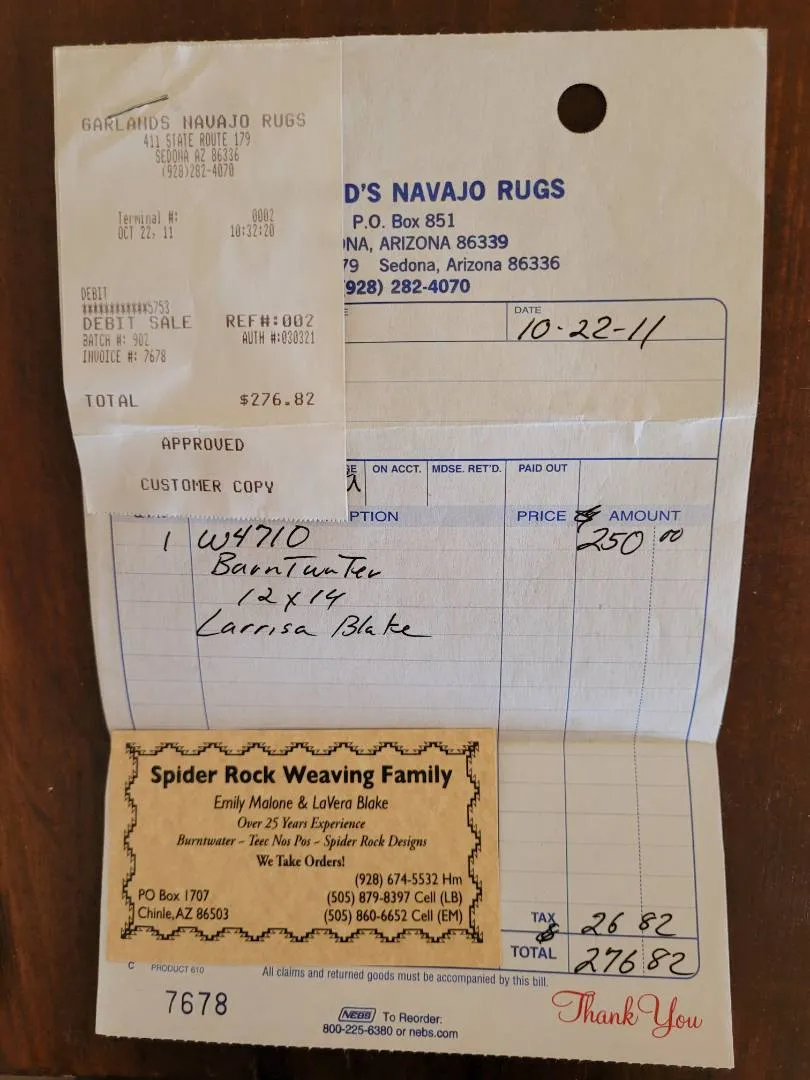 GARLANDS NAVAJO RUGS
411 STATE ROUTE 179
SEDONA AZ 86336
(928)282-4070
Terminal #: 0002
OCT 22, 11 10:32:20
DEBIT
************5753
DEBIT SALE REF#:002
BATCH #: 902 AUTH #:030321
INVOICE #: 7678
TOTAL $276.82
APPROVED
CUSTOMER COPY
D'S NAVAJO RUGS
P.O. Box 851
NA, ARIZONA 86339
79 Sedona, Arizona 86336
928) 282-4070
DATE
10-22-11
GE ON ACCT. MDSE. RET'D. PAID OUT
PTION PRICE AMOUNT
1 W4710 250 00
BurnTwaTer
12 x 14
Larrisa Blake
Spider Rock Weaving Family
Emily Malone & LaVera Blake
Over 25 Years Experience
Burntwater ~ Teec Nos Pos ~ Spider Rock Designs
We Take Orders!
(928) 674-5532 Hm
PO Box 1707 (505) 879-8397 Cell (LB)
Chinle, AZ 86503 (505) 860-6652 Cell (EM)
TAX 26 82
TOTAL 276 82
C PRODUCT 610 All claims and returned goods must be accompanied by this bill.
7678
NEBS To Reorder:
800-225-6380 or nebs.com
Thank You